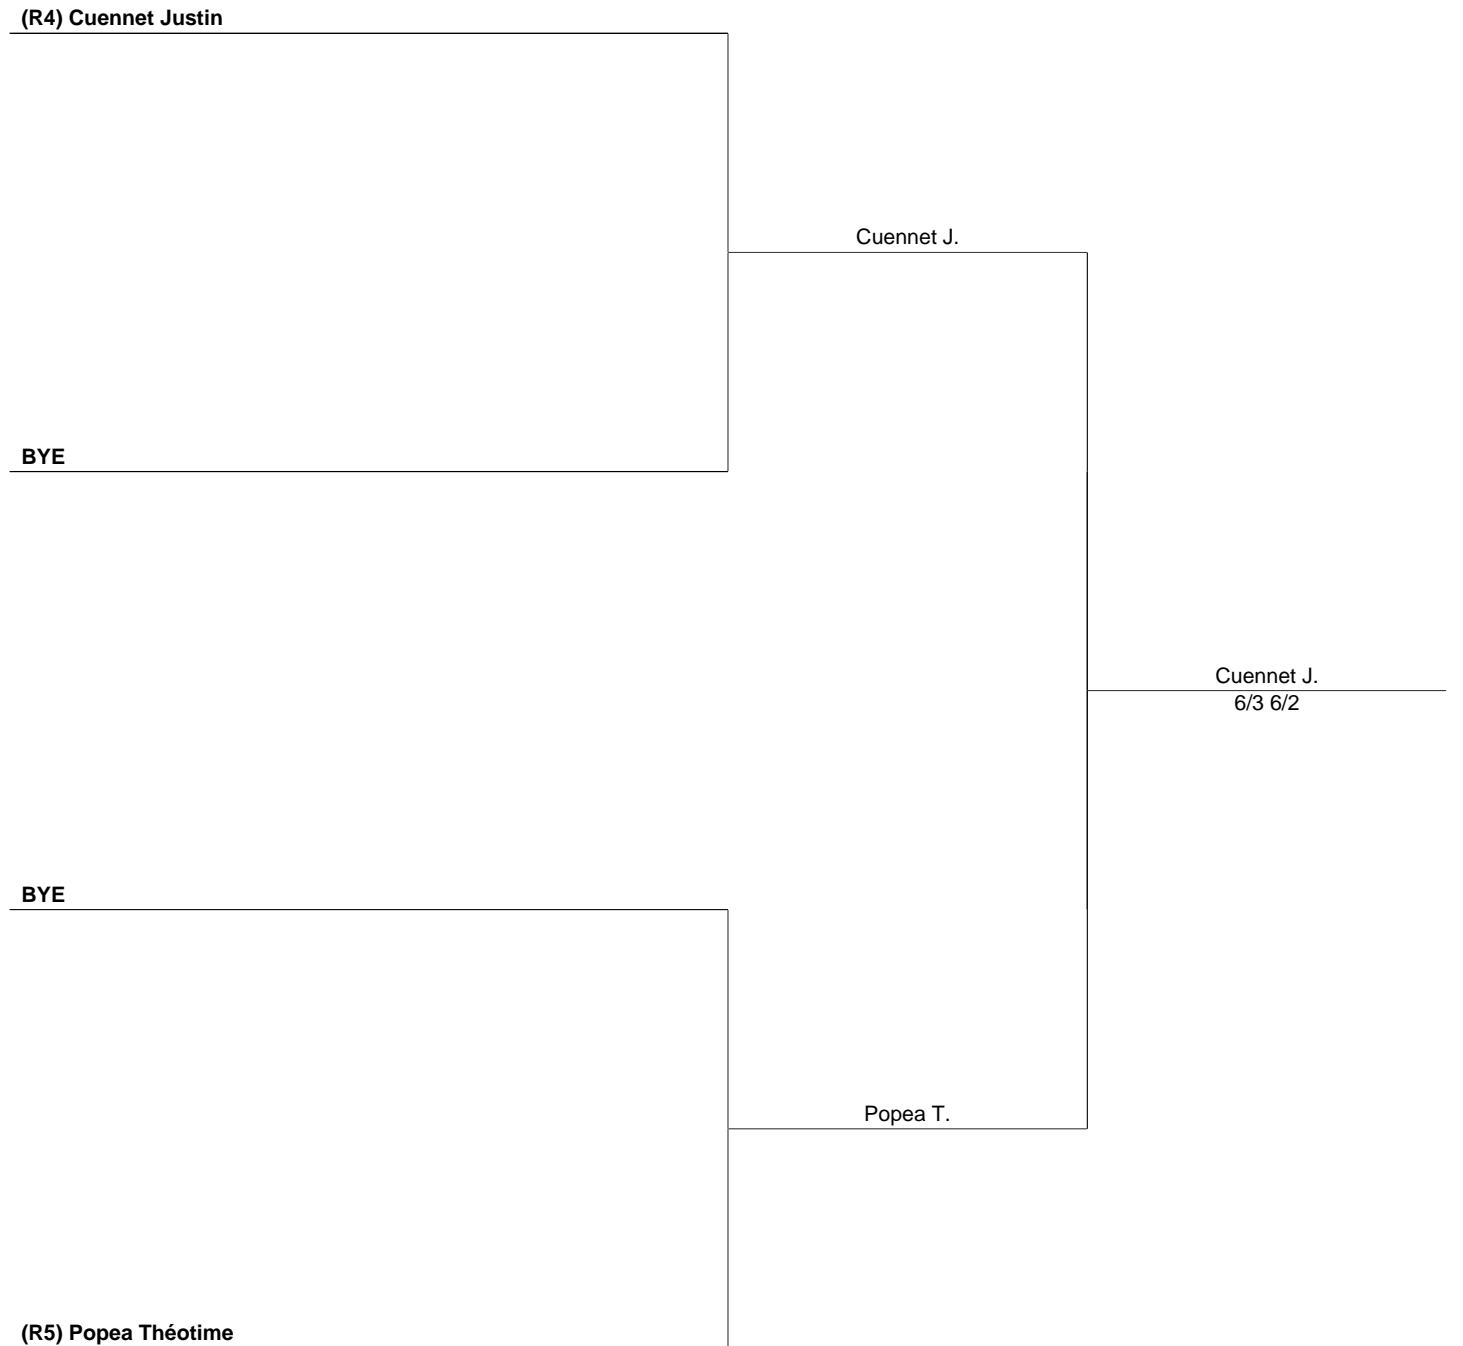 (R4) Cuennet Justin
Cuennet J.
BYE
Cuennet J.
6/3 6/2
BYE
Popea T.
(R5) Popea Théotime